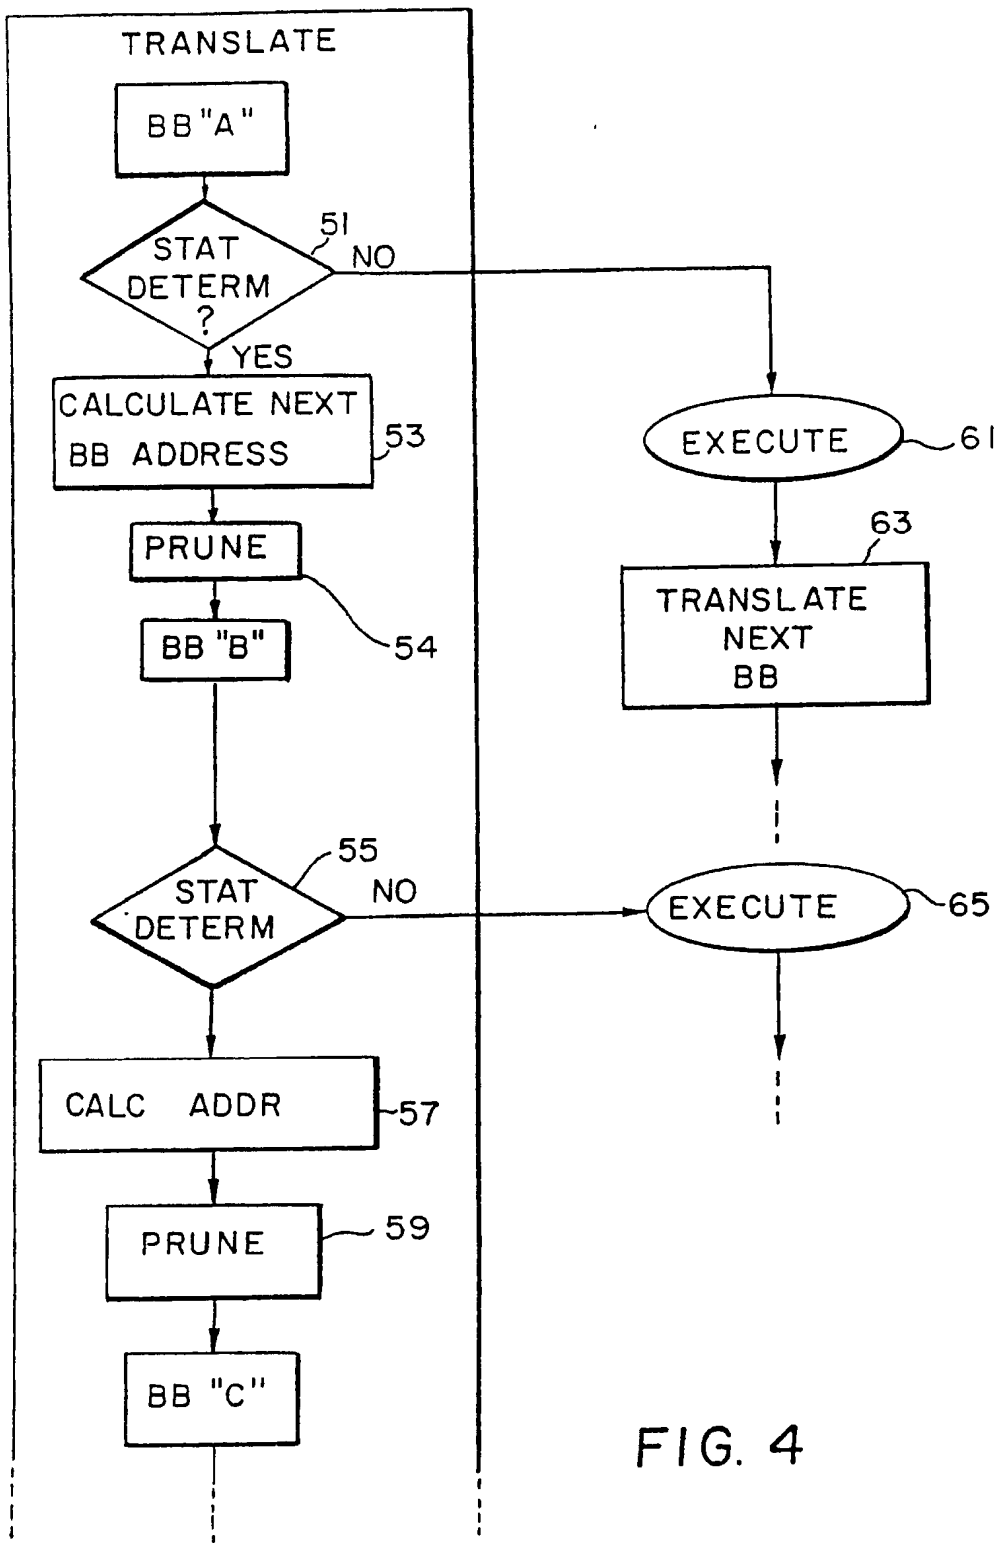 TRANSLATE
BB "A"
51
STAT
DETERM
?
NO
YES
CALCULATE NEXT
BB ADDRESS
53
EXECUTE
61
PRUNE
54
63
TRANSLATE
NEXT
BB
BB "B"
55
STAT
DETERM
NO
EXECUTE
65
CALC ADDR
57
PRUNE
59
BB "C"
FIG. 4